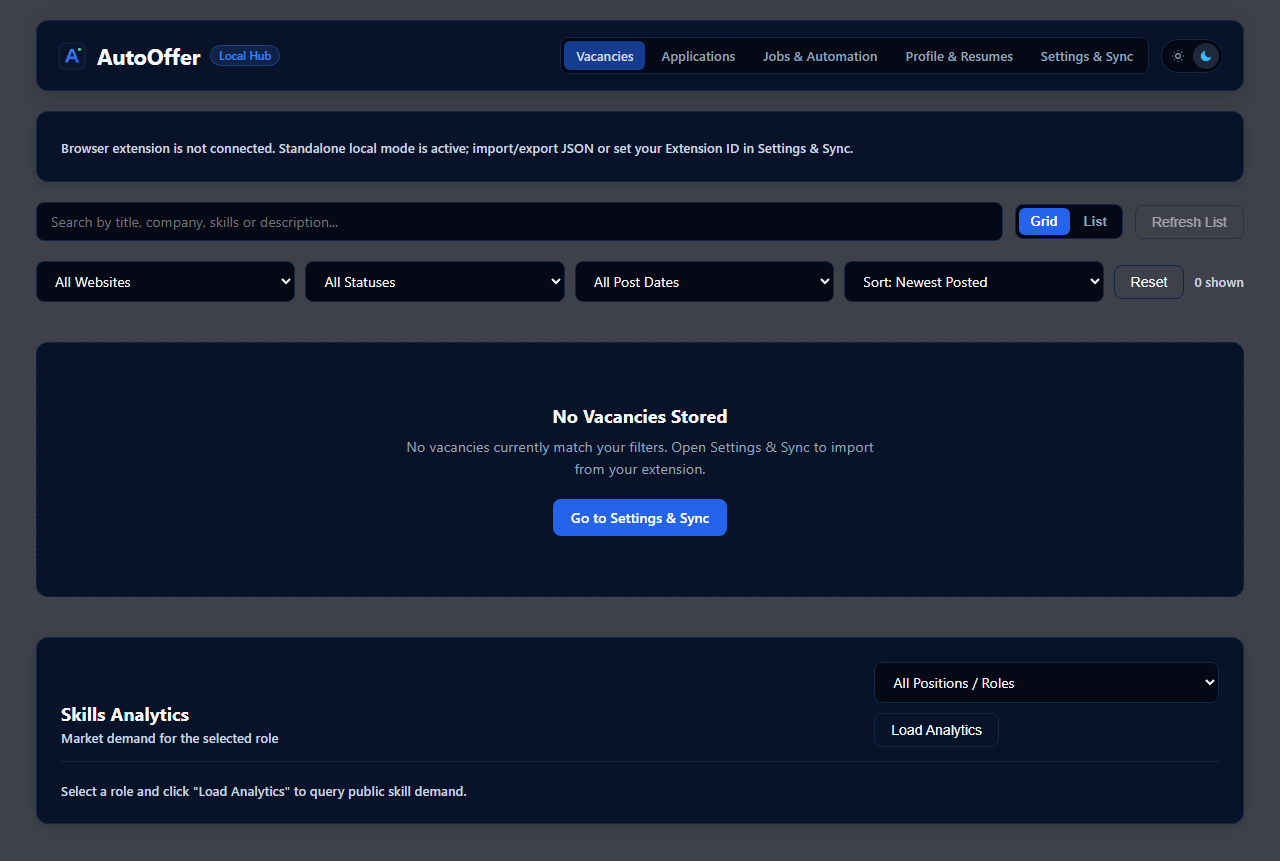 AutoOffer
Local Hub
Vacancies
Applications
Jobs & Automation
Profile & Resumes
Settings & Sync
Browser extension is not connected. Standalone local mode is active; import/export JSON or set your Extension ID in Settings & Sync.
Search by title, company, skills or description...
Grid
List
Refresh List
All Websites
All Statuses
All Post Dates
Sort: Newest Posted
Reset
0 shown
No Vacancies Stored
No vacancies currently match your filters. Open Settings & Sync to import
from your extension.
Go to Settings & Sync
All Positions / Roles
Skills Analytics
Load Analytics
Market demand for the selected role
Select a role and click "Load Analytics" to query public skill demand.